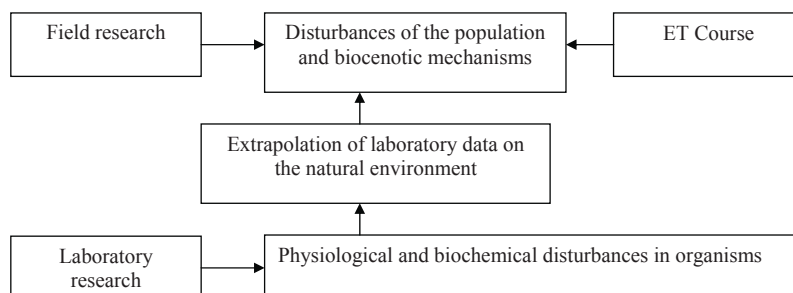 Field research
Disturbances of the population
and biocenotic mechanisms
ET Course
Extrapolation of laboratory data on
the natural environment
Laboratory
research
Physiological and biochemical disturbances in organisms